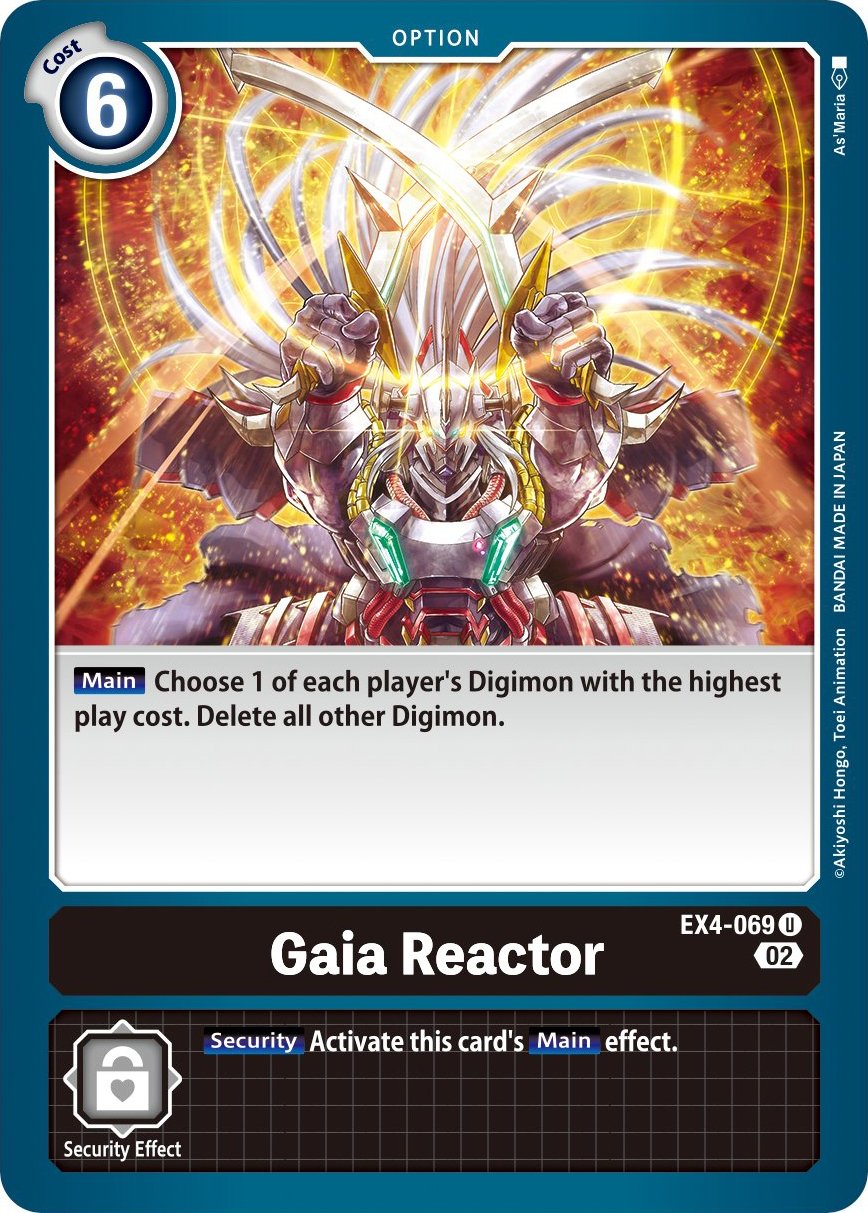 OPTION
Cost
6
As'Maria
Main Choose 1 of each player's Digimon with the highest
play cost. Delete all other Digimon.
©Akiyoshi Hongo, Toei Animation BANDAI MADE IN JAPAN
EX4-069 U
Gaia Reactor
02
Security Activate this card's Main effect.
Security Effect